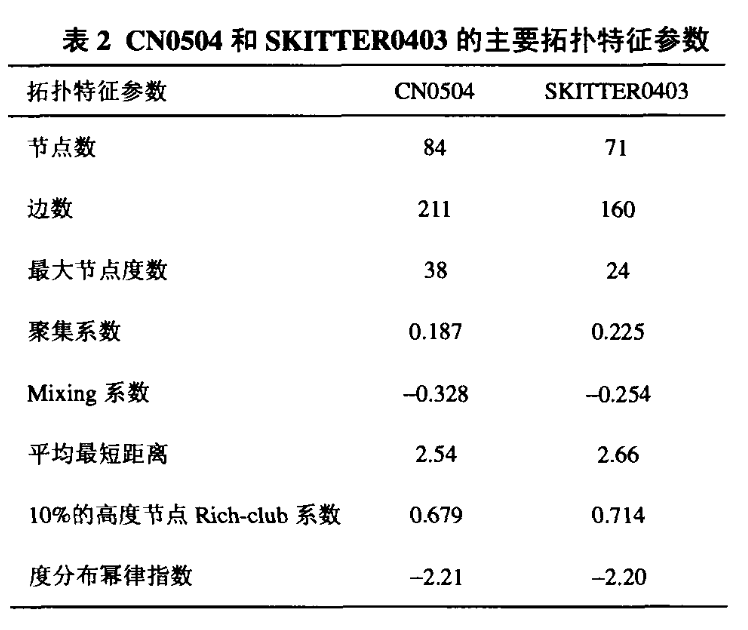 表 2 CN0504 和 SKITTER0403 的主要拓扑特征参数
拓扑特征参数 CN0504 SKITTER0403
节点数 84 71
边数 211 160
最大节点度数 38 24
聚集系数 0.187 0.225
Mixing 系数 –0.328 –0.254
平均最短距离 2.54 2.66
10%的高度节点 Rich-club 系数 0.679 0.714
度分布幂律指数 –2.21 –2.20